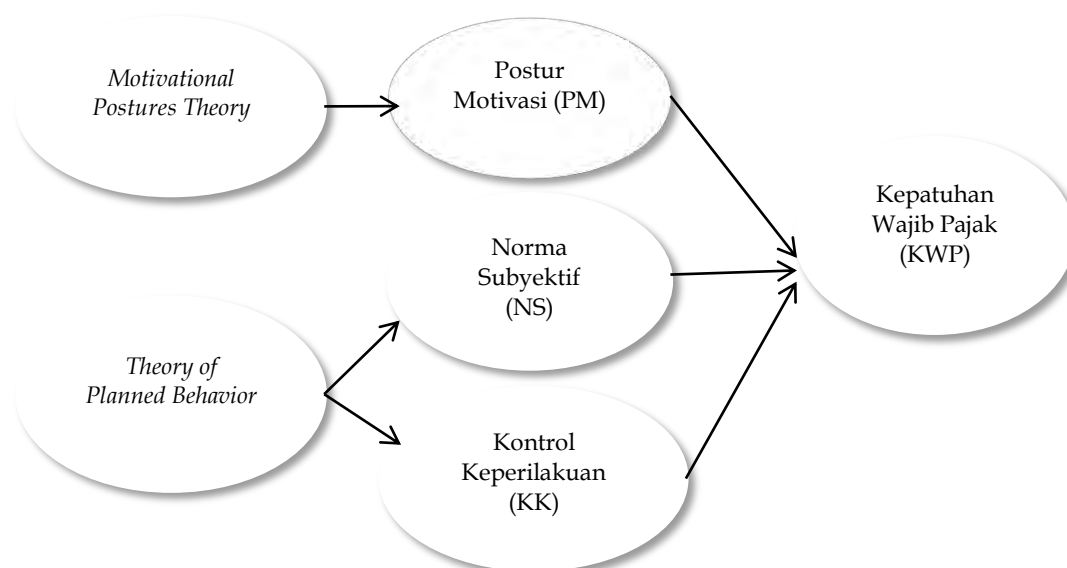 Motivational
Postures Theory
Postur
Motivasi (PM)
Kepatuhan
Wajib Pajak
(KWP)
Norma
Subyektif
(NS)
Theory of
Planned Behavior
Kontrol
Keperilakuan
(KK)